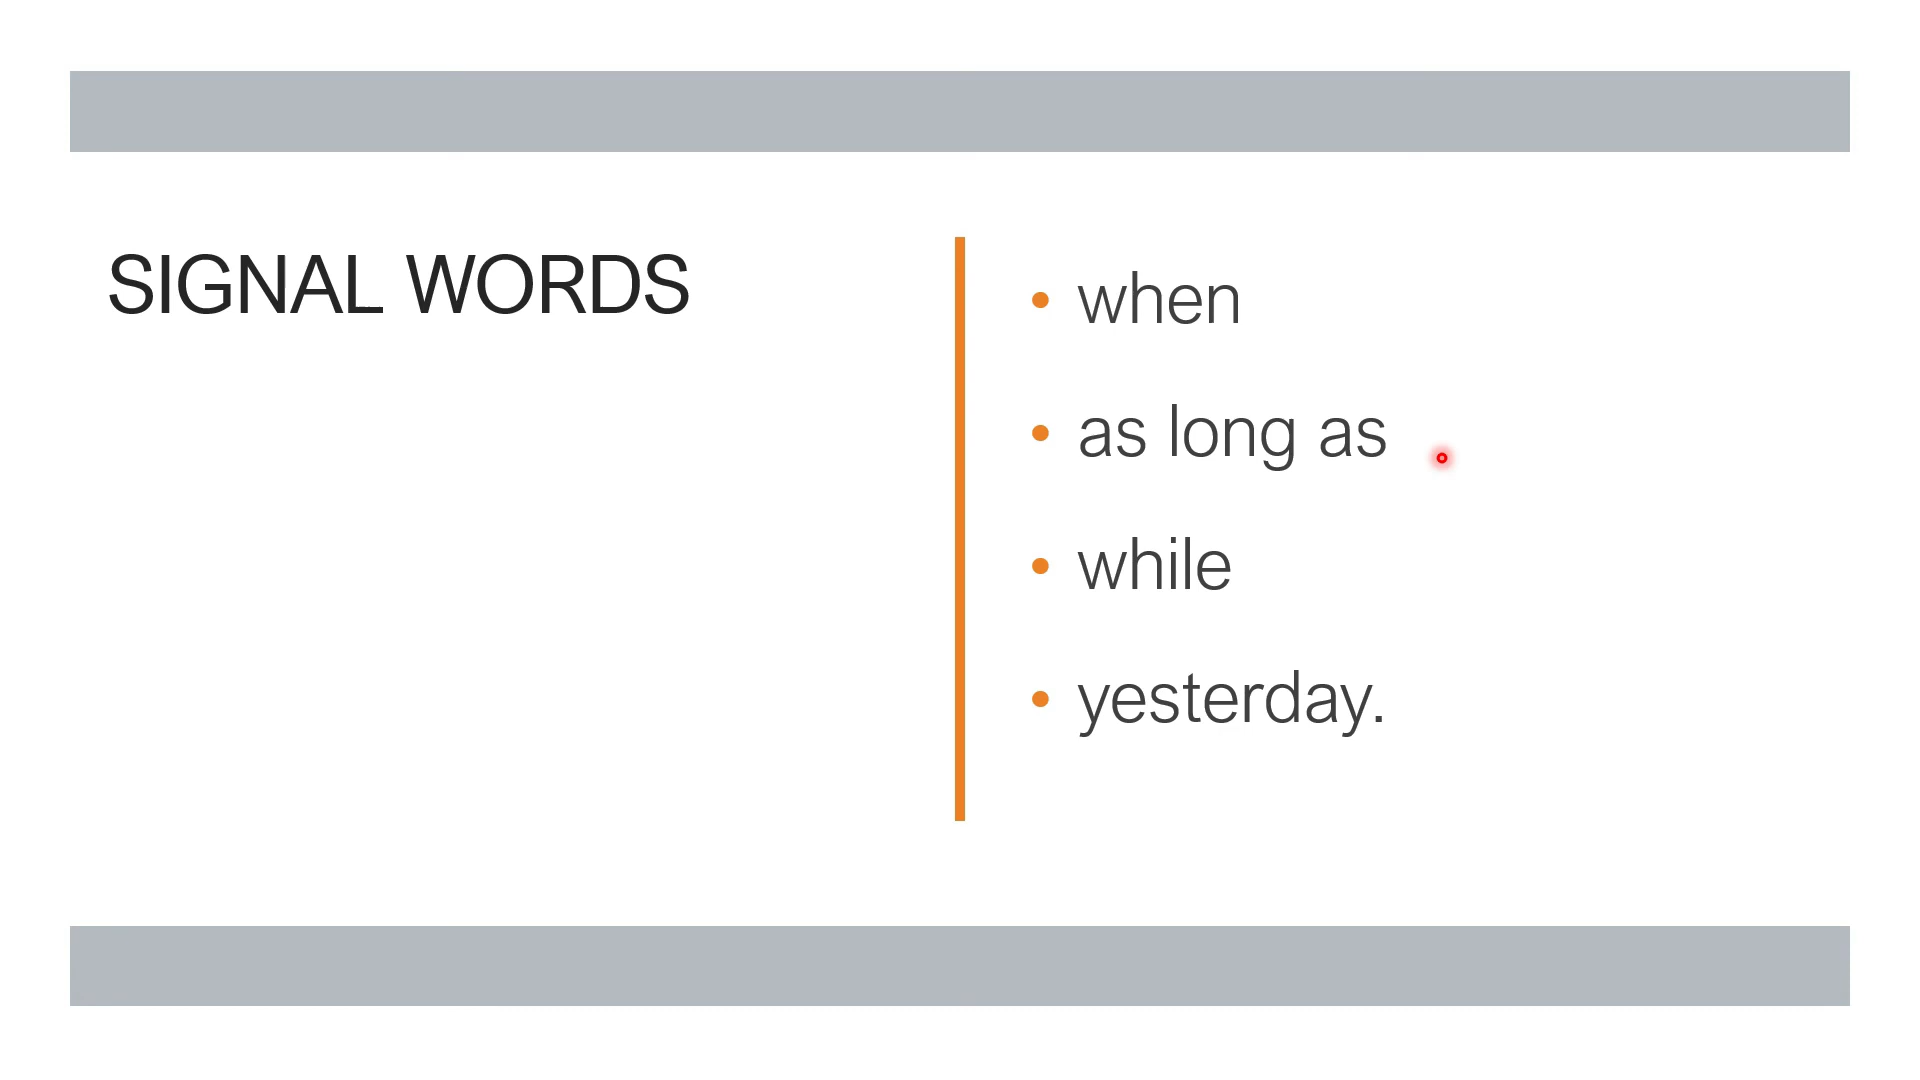 SIGNAL WORDS
• when
• as long as
• while
• yesterday.